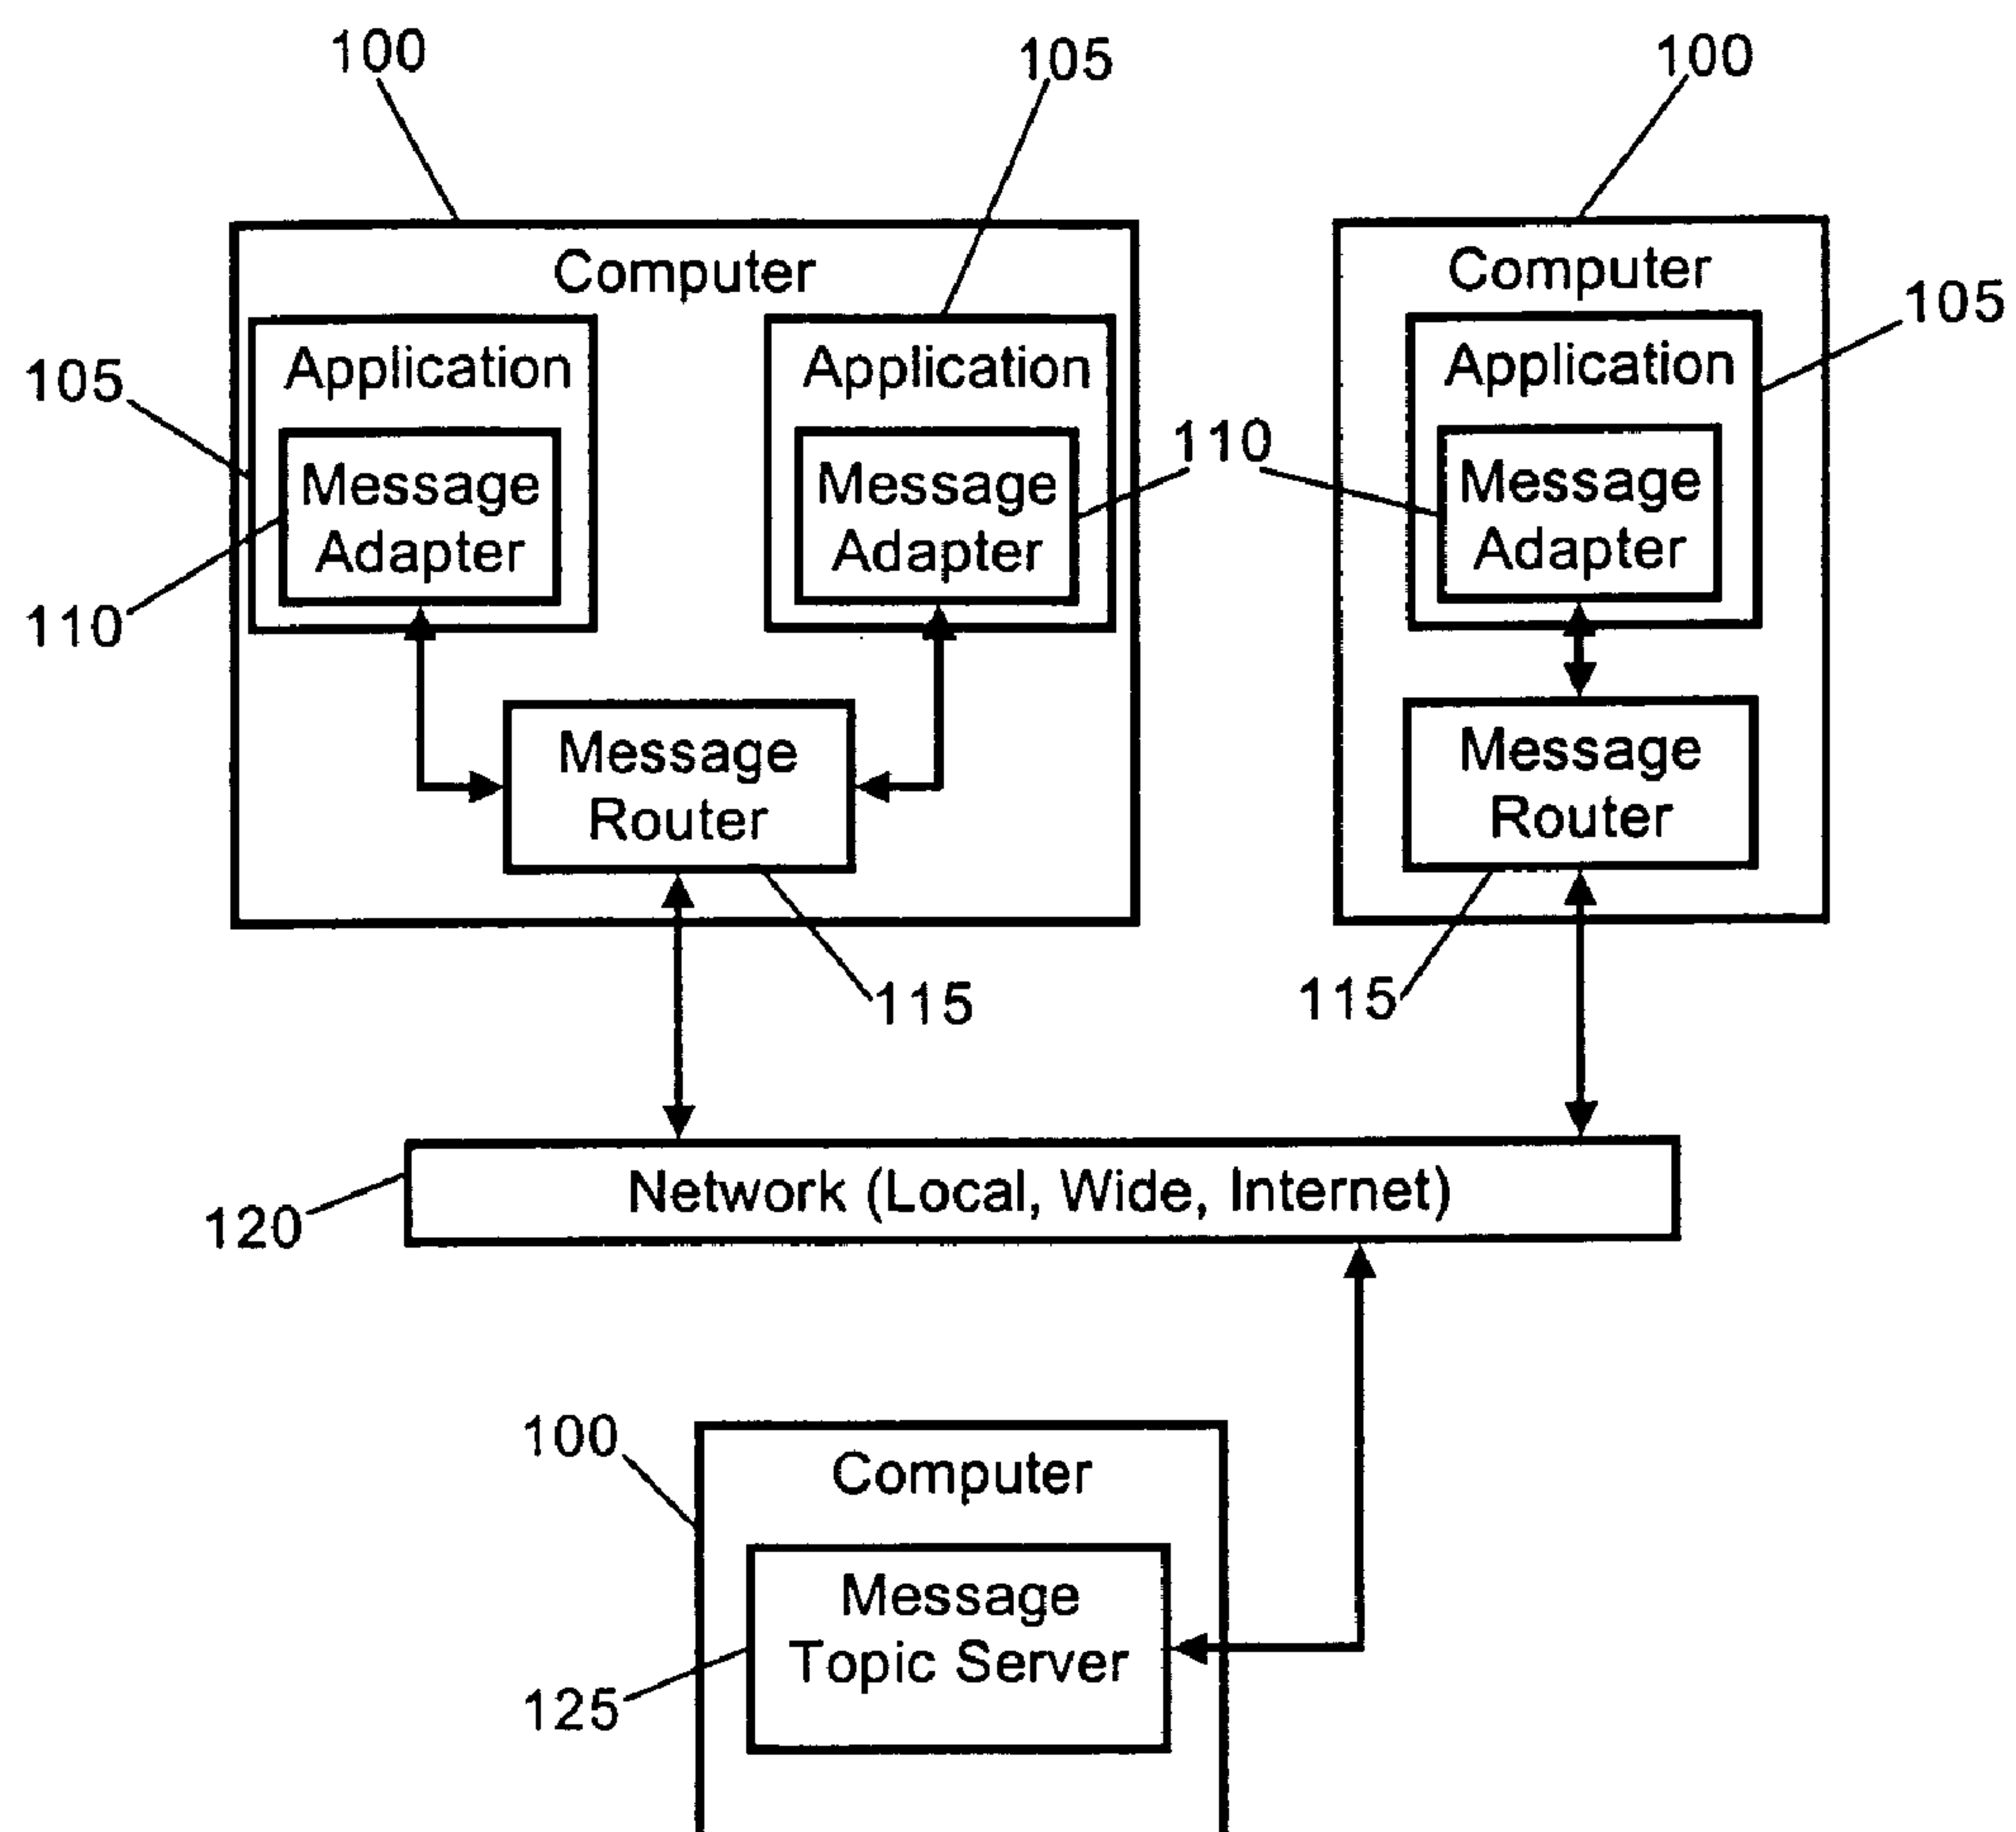 100
105
100
Computer
Computer
105
Application
Application
Application
105
110
Message
Adapter
Message
Adapter
Message
Adapter
110
Message
Router
Message
Router
115
115
Network (Local, Wide, Internet)
120
100
Computer
Message
Topic Server
125